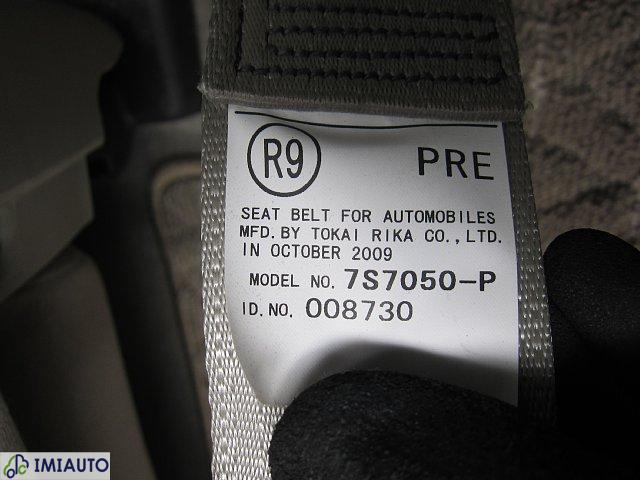 R9 PRE
SEAT BELT FOR AUTOMOBILES
MFD. BY TOKAI RIKA CO., LTD.
IN OCTOBER 2009
MODEL NO. 7S7050-P
ID. NO. 008730
IMIAUTO